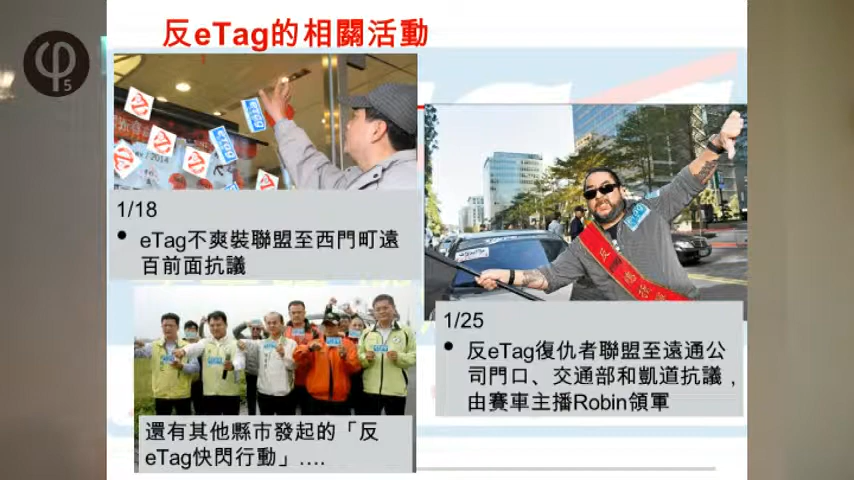 反eTag的相關活動
φ5
eTag
eTag
1/18
• eTag不爽裝聯盟至西門町遠
百前面抗議
1/25
• 反eTag復仇者聯盟至遠通公
司門口、交通部和凱道抗議，
由賽車主播Robin領軍
還有其他縣市發起的「反
eTag快閃行動」....